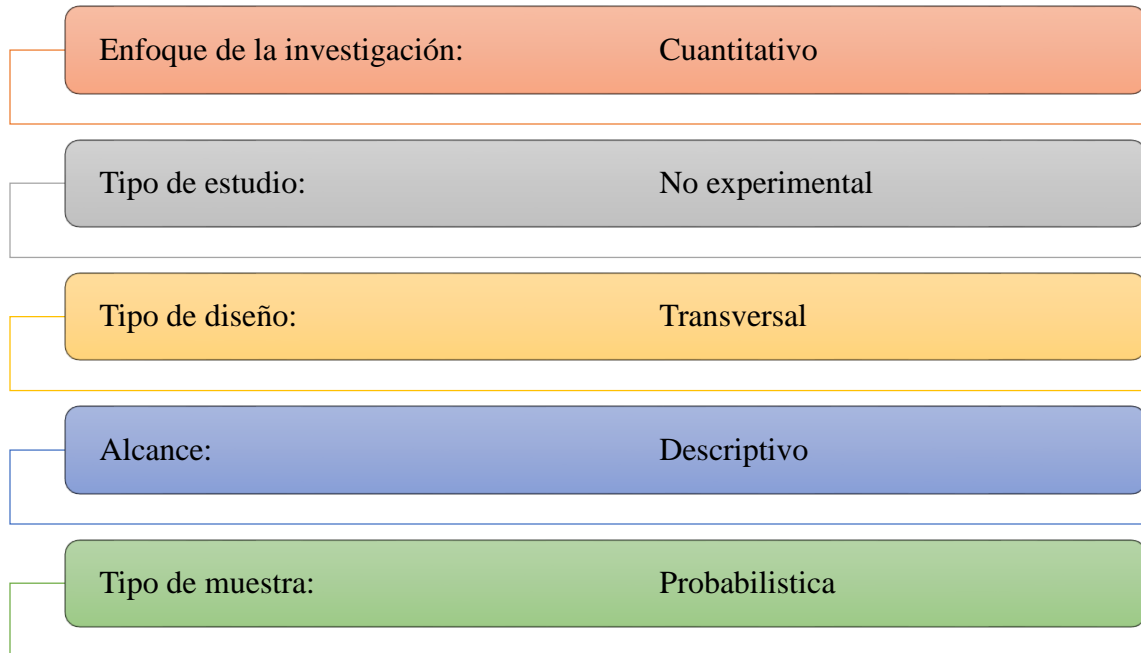 Enfoque de la investigación: Cuantitativo
Tipo de estudio: No experimental
Tipo de diseño: Transversal
Alcance: Descriptivo
Tipo de muestra: Probabilistica